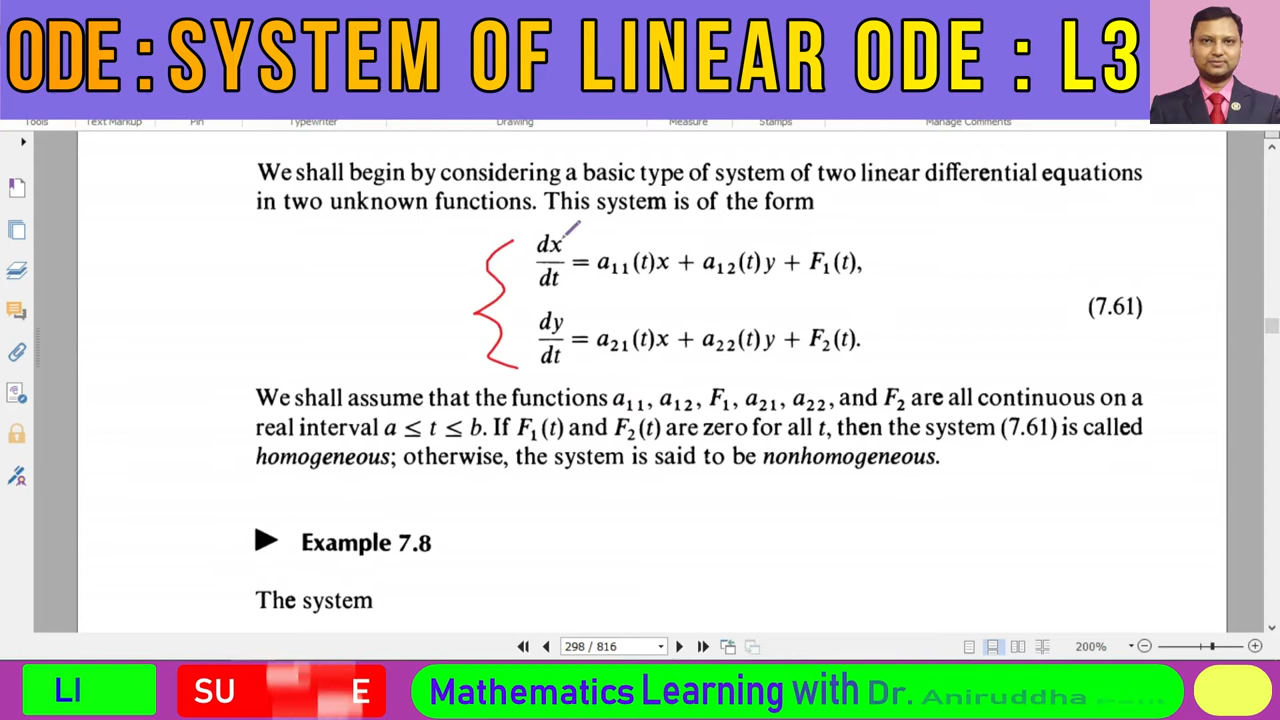 ODE : SYSTEM OF LINEAR ODE : L3
Tools Text Markup Pin Typewriter Drawing Measure Stamps Manage Comments
We shall begin by considering a basic type of system of two linear differential equations
in two unknown functions. This system is of the form
dx/dt = a₁₁(t)x + a₁₂(t)y + F₁(t),
(7.61)
dy/dt = a₂₁(t)x + a₂₂(t)y + F₂(t).
We shall assume that the functions a₁₁, a₁₂, F₁, a₂₁, a₂₂, and F₂ are all continuous on a
real interval a ≤ t ≤ b. If F₁(t) and F₂(t) are zero for all t, then the system (7.61) is called
homogeneous; otherwise, the system is said to be nonhomogeneous.
► Example 7.8
The system
298 / 816
200%
LI
SU E
Mathematics Learning with Dr. Aniruddha